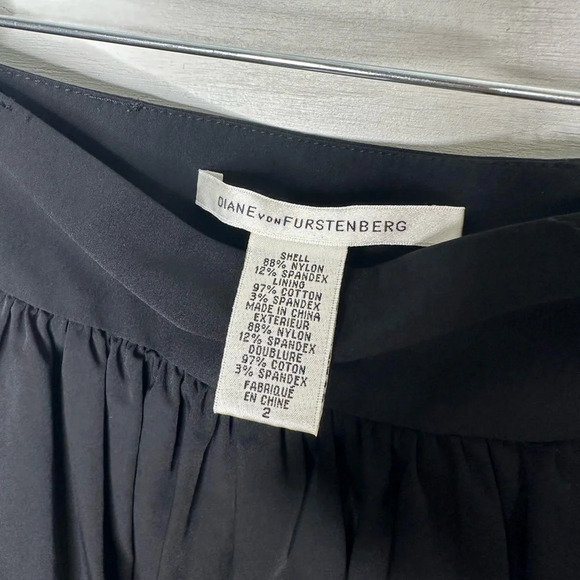 DIANE VON FURSTENBERG
SHELL
88% NYLON
12% SPANDEX
LINING
97% COTTON
3% SPANDEX
MADE IN CHINA
EXTERIEUR
88% NYLON
12% SPANDEX
DOUBLURE
97% COTON
3% SPANDEX
FABRIQUÉ
EN CHINE
2